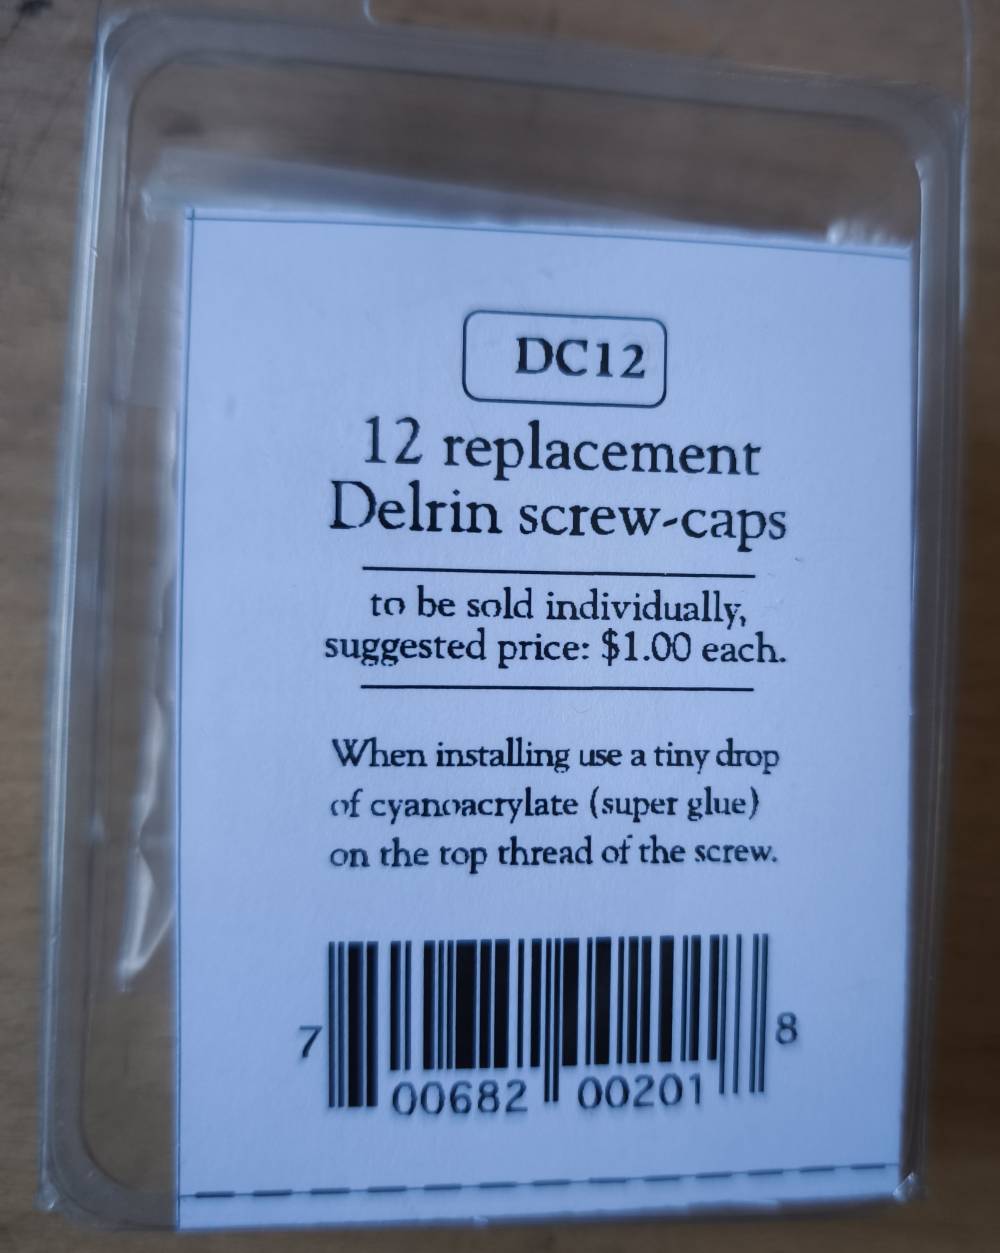 DC12
12 replacement
Delrin screw-caps
to be sold individually,
suggested price: $1.00 each.
When installing use a tiny drop
of cyanoacrylate (super glue)
on the top thread of the screw.
7 00682 00201 8